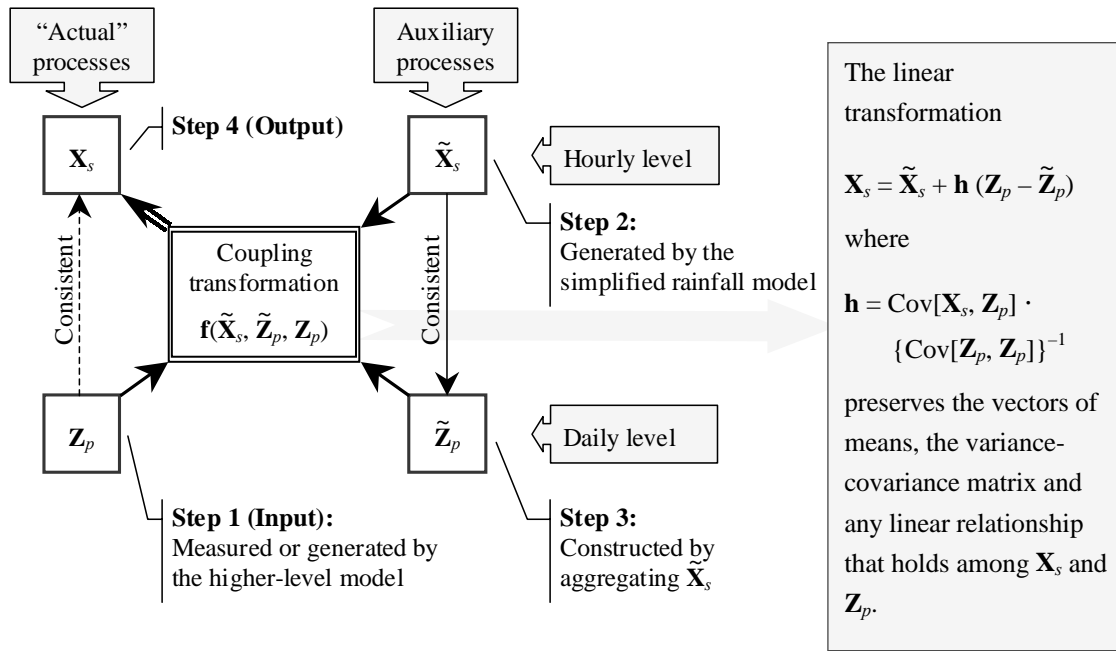 “Actual”
processes
Auxiliary
processes
Step 4 (Output)
Xₛ
X̃ₛ
Hourly level
Step 2:
Generated by the
simplified rainfall model
Consistent
Coupling
transformation
f(X̃ₛ, Z̃ₚ, Zₚ)
Consistent
Zₚ
Z̃ₚ
Daily level
Step 1 (Input):
Measured or generated by
the higher-level model
Step 3:
Constructed by
aggregating X̃ₛ
The linear
transformation
Xₛ = X̃ₛ + h (Zₚ – Z̃ₚ)
where
h = Cov[Xₛ, Zₚ] ·
{Cov[Zₚ, Zₚ]}⁻¹
preserves the vectors of
means, the variance-
covariance matrix and
any linear relationship
that holds among Xₛ and
Zₚ.